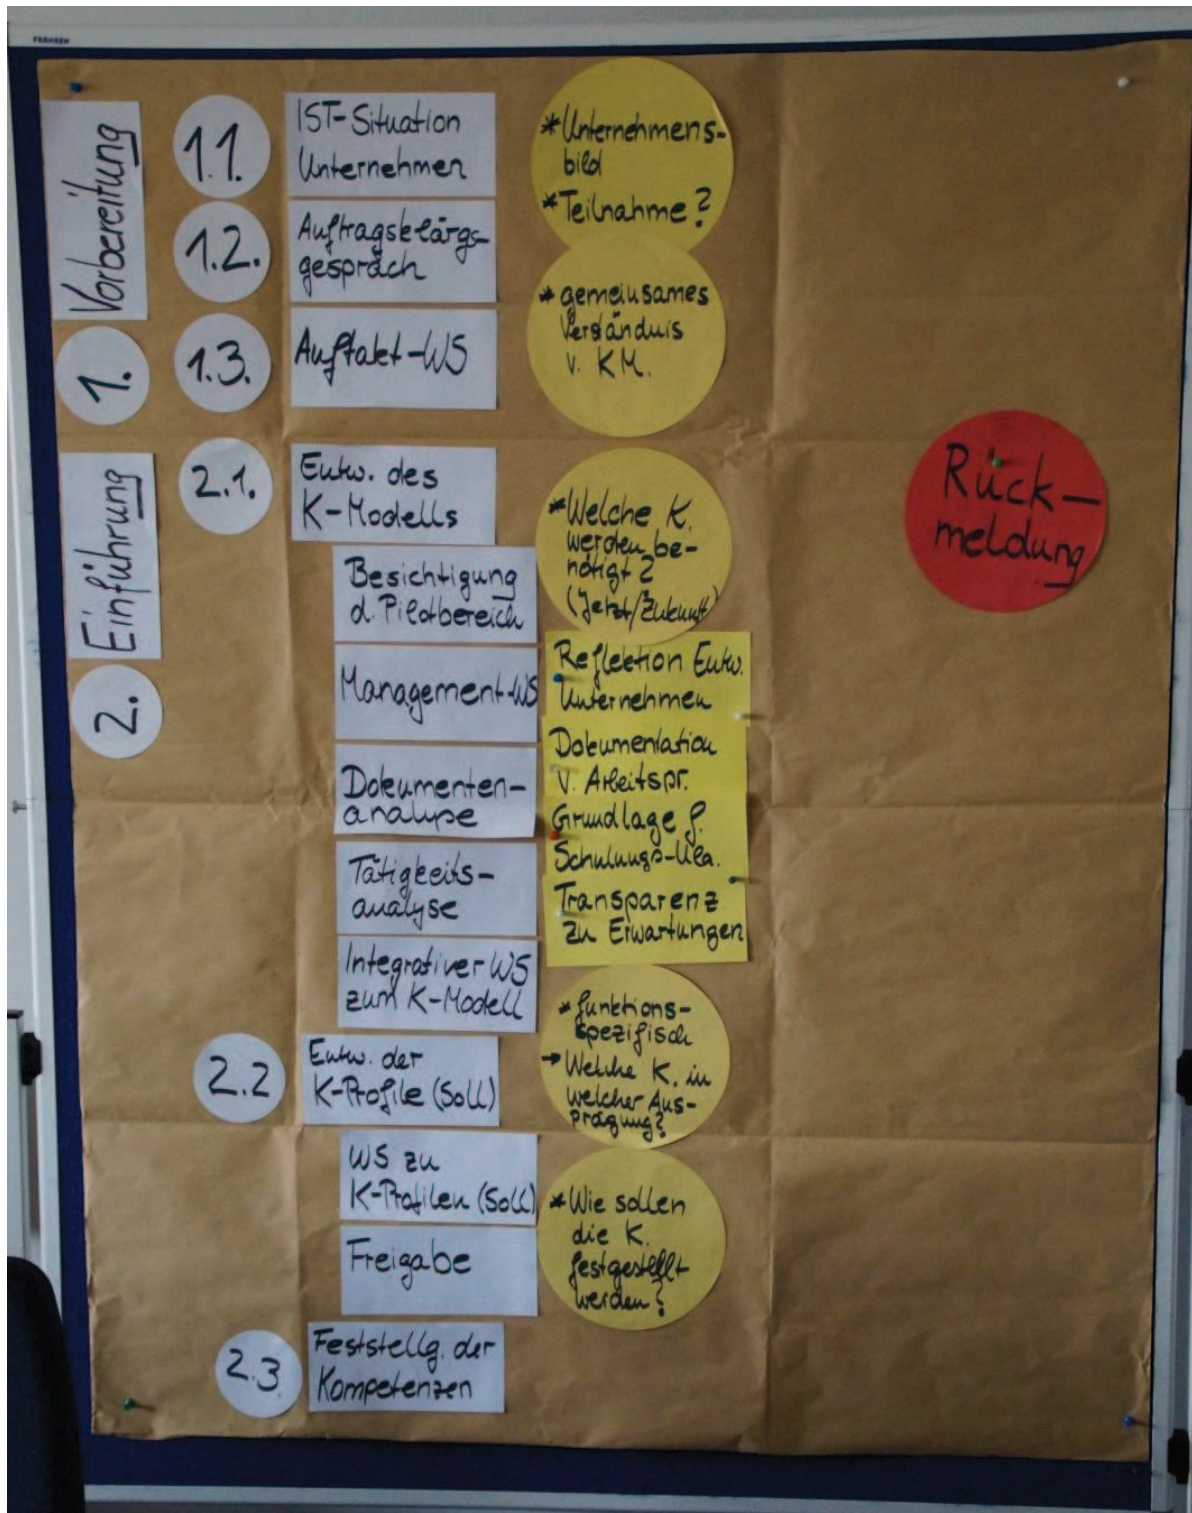 FRANKEN
Vorbereitung
1.
1.1.
IST-Situation
Unternehmen
* Unternehmens-
bild
* Teilnahme?
1.2.
Auftragsklärgs-
gespräch
1.3.
Auftakt-WS
* gemeinsames
Verständnis
v. KM.
Einführung
2.
2.1.
Entw. des
K-Modells
* Welche K.
werden be-
nötigt?
(Jetzt/Zukunft)
Rück-
meldung
Besichtigung
d. Pilotbereich
Management-WS
Dokumenten-
analyse
Tätigkeits-
analyse
Integrativer WS
zum K-Modell
Reflektion Entw.
Unternehmen
Dokumentation
v. Arbeitspr.
Grundlage f.
Schulungs-Ula.
Transparenz
zu Erwartungen
2.2
Entw. der
K-Profile (Soll)
* funktions-
spezifisch
→ Welche K. in
welcher Aus-
prägung?
WS zu
K-Profilen (Soll)
Freigabe
* Wie sollen
die K.
festgestellt
werden?
2.3.
Feststellg. der
Kompetenzen